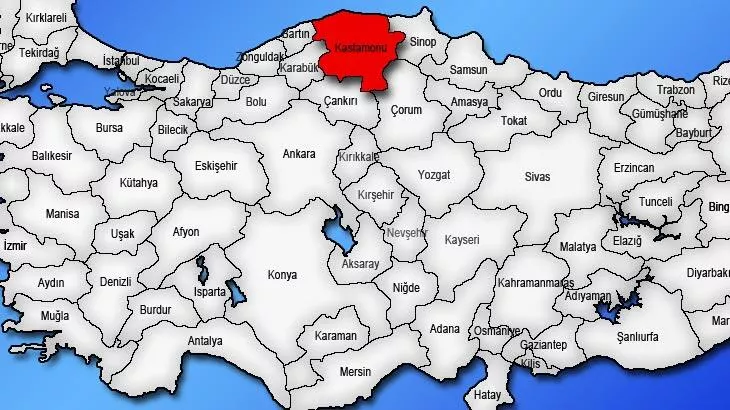 Kırklareli
Bartın
Kastamonu
Sinop
Tekirdağ
İstanbul
Zonguldak
Karabük
Samsun
Kocaeli
Düzce
Yalova
Sakarya
Bolu
Çankırı
Çorum
Amasya
Ordu
Giresun
Trabzon
Rize
Gümüşhane
Bayburt
kkale
Bursa
Bilecik
Tokat
Balıkesir
Eskişehir
Ankara
Kırıkkale
Yozgat
Sivas
Erzincan
Kütahya
Kırşehir
Tunceli
Bing
Manisa
Uşak
Afyon
Nevşehir
Kayseri
Malatya
Elazığ
İzmir
Konya
Aksaray
Diyarbakı
Aydın
Denizli
Isparta
Niğde
Kahramanmaraş
Adıyaman
Muğla
Burdur
Antalya
Karaman
Adana
Osmaniye
Gaziantep
Şanlıurfa
Mar
Mersin
Kilis
Hatay